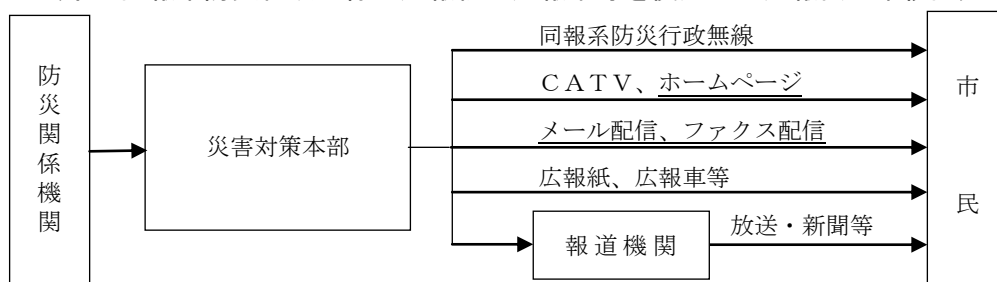 防災関係機関
災害対策本部
同報系防災行政無線
ＣＡＴＶ、ホームページ
メール配信、ファクス配信
広報紙、広報車等
報道機関
放送・新聞等
市民